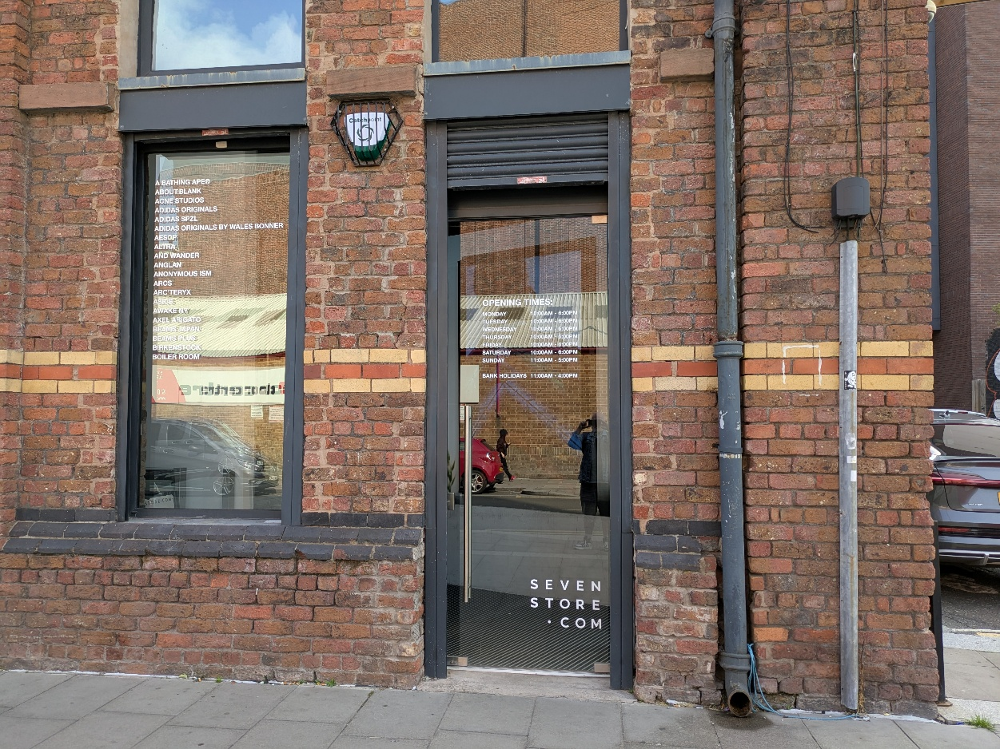 Catchpoint
A BATHING APE®
ABOUT:BLANK
ACNE STUDIOS
ADIDAS ORIGINALS
ADIDAS SPZL
ADIDAS ORIGINALS BY WALES BONNER
AESOP
ALTRA
AND WANDER
ANGLAN
ANONYMOUS ISM
ARCS
ARC'TERYX
ASICS
AWAKE NY
AXEL ARIGATO
BEAMS JAPAN
BEAMS PLUS
BIRKENSTOCK
BOILER ROOM
OPENING TIMES:
MONDAY 10:00AM - 6:00PM
TUESDAY 10:00AM - 6:00PM
WEDNESDAY 10:00AM - 6:00PM
THURSDAY 10:00AM - 6:00PM
FRIDAY 10:00AM - 6:00PM
SATURDAY 10:00AM - 6:00PM
SUNDAY 11:00AM - 5:00PM
BANK HOLIDAYS 11:00AM - 4:00PM
SEVEN
STORE
.COM